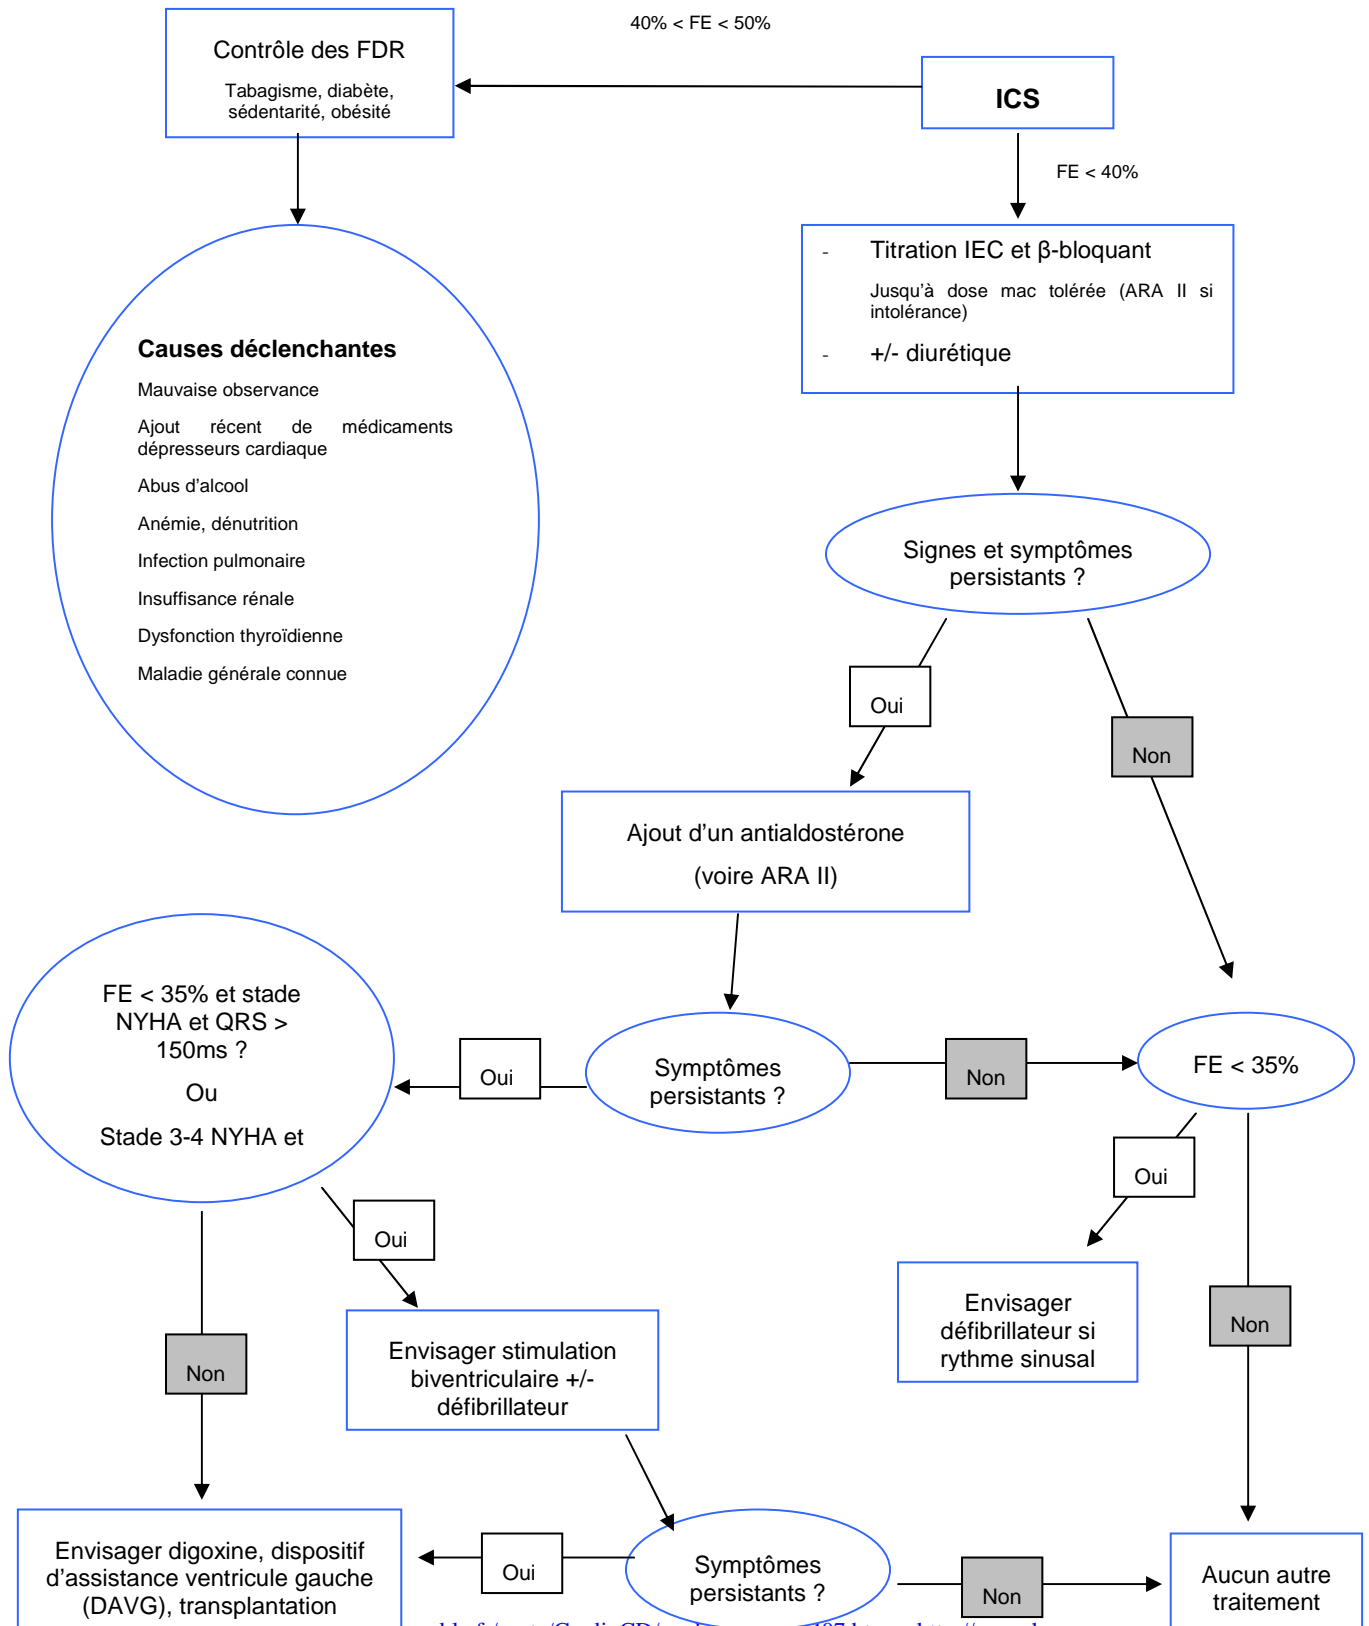 40% < FE < 50%
Contrôle des FDR
Tabagisme, diabète,
sédentarité, obésité
ICS
FE < 40%
- Titration IEC et β-bloquant
Jusqu'à dose mac tolérée (ARA II si
intolérance)
- +/- diurétique
Causes déclenchantes
Mauvaise observance
Ajout récent de médicaments
dépresseurs cardiaque
Abus d'alcool
Anémie, dénutrition
Infection pulmonaire
Insuffisance rénale
Dysfonction thyroïdienne
Maladie générale connue
Signes et symptômes
persistants ?
Oui
Non
Ajout d'un antialdostérone
(voire ARA II)
FE < 35% et stade
NYHA et QRS >
150ms ?
Ou
Stade 3-4 NYHA et
Oui
Symptômes
persistants ?
Non
FE < 35%
Oui
Oui
Non
Envisager
défibrillateur si
rythme sinusal
Non
Envisager stimulation
biventriculaire +/-
défibrillateur
Envisager digoxine, dispositif
d'assistance ventricule gauche
(DAVG), transplantation
Oui
Symptômes
persistants ?
Non
Aucun autre
traitement